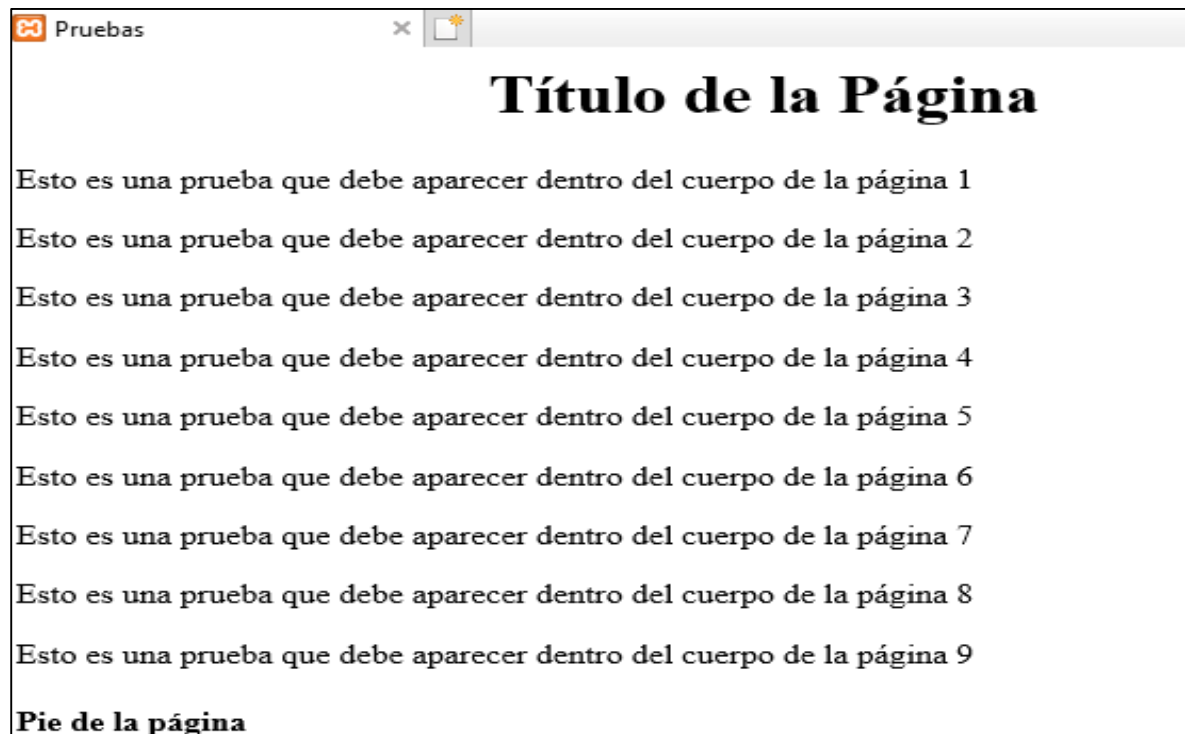 Pruebas
Título de la Página
Esto es una prueba que debe aparecer dentro del cuerpo de la página 1
Esto es una prueba que debe aparecer dentro del cuerpo de la página 2
Esto es una prueba que debe aparecer dentro del cuerpo de la página 3
Esto es una prueba que debe aparecer dentro del cuerpo de la página 4
Esto es una prueba que debe aparecer dentro del cuerpo de la página 5
Esto es una prueba que debe aparecer dentro del cuerpo de la página 6
Esto es una prueba que debe aparecer dentro del cuerpo de la página 7
Esto es una prueba que debe aparecer dentro del cuerpo de la página 8
Esto es una prueba que debe aparecer dentro del cuerpo de la página 9
Pie de la página